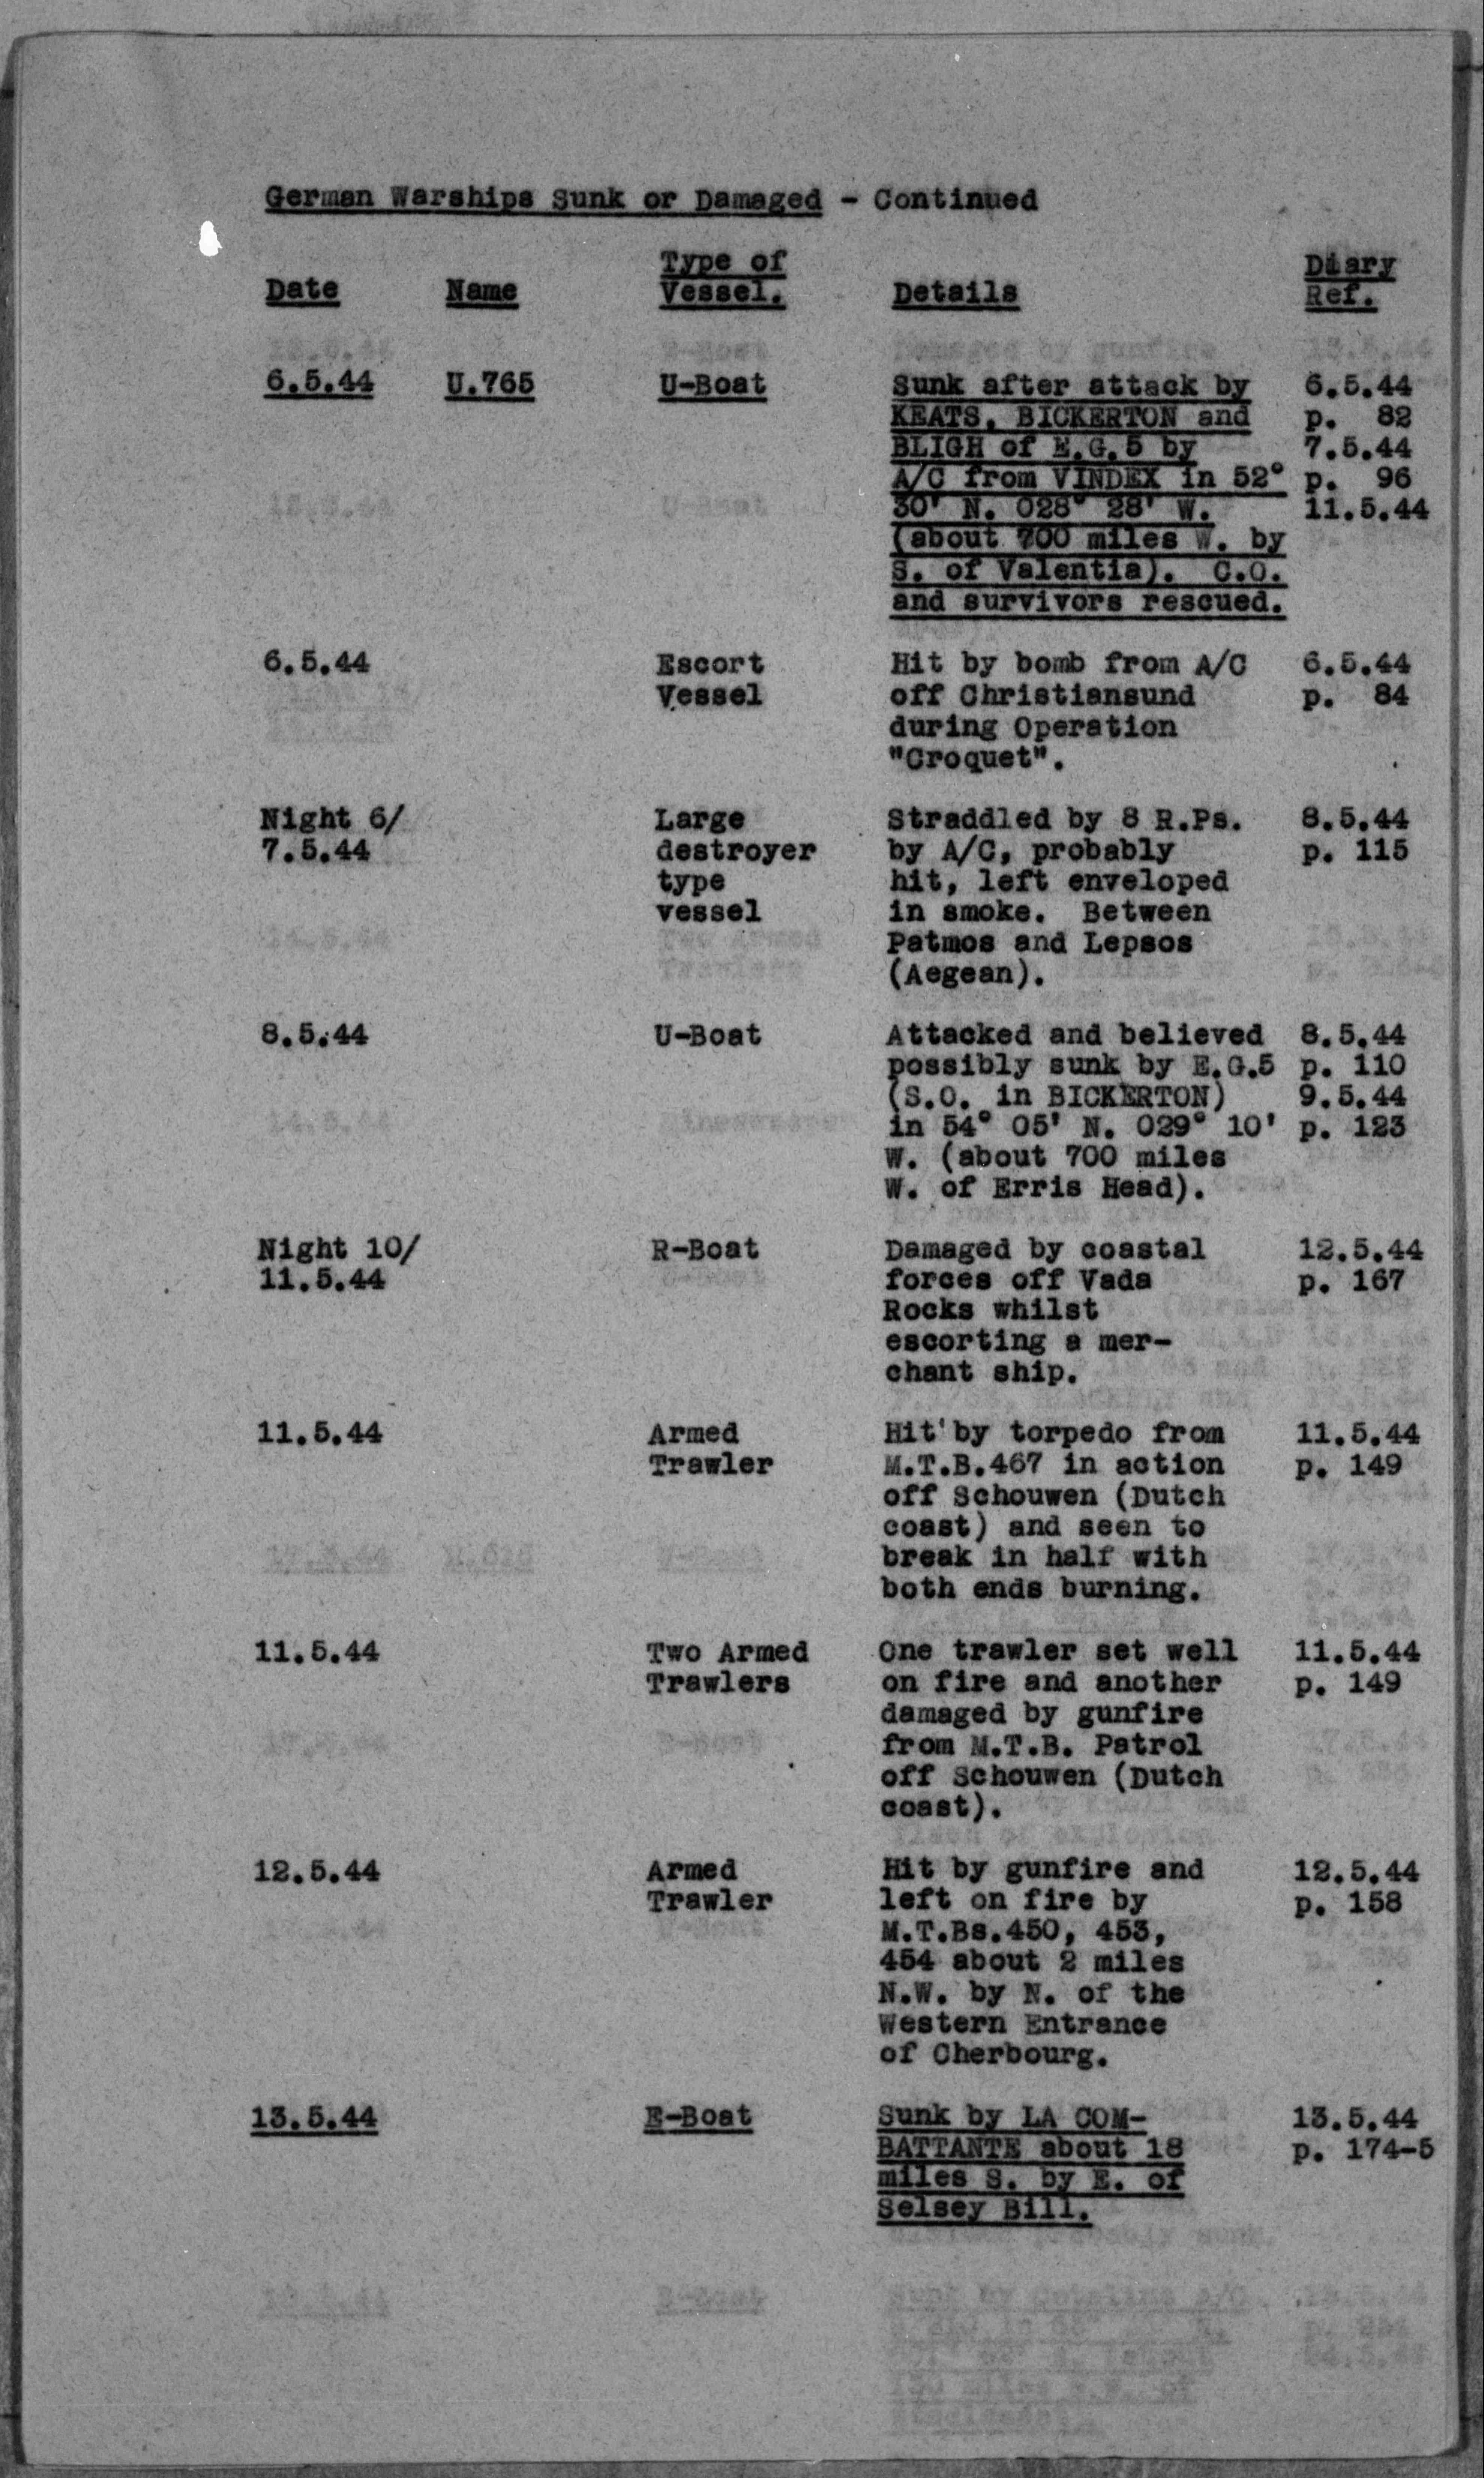 German Warships Sunk or Damaged - Continued
Date Name Type of Vessel. Details Diary Ref.
6.5.44 U.765 U-Boat Sunk after attack by 6.5.44
KEATS, BICKERTON and p. 82
BLIGH of E.G.5 by 7.5.44
A/C from VINDEX in 52° p. 96
30' N. 028° 28' W. 11.5.44
(about 700 miles W. by
S. of Valentia). C.O.
and survivors rescued.
6.5.44 Escort Hit by bomb from A/C 6.5.44
Vessel off Christiansund p. 84
during Operation
"Croquet".
Night 6/ Large Straddled by 8 R.Ps. 8.5.44
7.5.44 destroyer by A/C, probably p. 115
type hit, left enveloped
vessel in smoke. Between
Patmos and Lepsos
(Aegean).
8.5.44 U-Boat Attacked and believed 8.5.44
possibly sunk by E.G.5 p. 110
(S.O. in BICKERTON) 9.5.44
in 54° 05' N. 029° 10' p. 123
W. (about 700 miles
W. of Erris Head).
Night 10/ R-Boat Damaged by coastal 12.5.44
11.5.44 forces off Vada p. 167
Rocks whilst
escorting a mer-
chant ship.
11.5.44 Armed Hit by torpedo from 11.5.44
Trawler M.T.B.467 in action p. 149
off Schouwen (Dutch
coast) and seen to
break in half with
both ends burning.
11.5.44 Two Armed One trawler set well 11.5.44
Trawlers on fire and another p. 149
damaged by gunfire
from M.T.B. Patrol
off Schouwen (Dutch
coast).
12.5.44 Armed Hit by gunfire and 12.5.44
Trawler left on fire by p. 158
M.T.Bs.450, 453,
454 about 2 miles
N.W. by N. of the
Western Entrance
of Cherbourg.
13.5.44 E-Boat Sunk by LA COM- 13.5.44
BATTANTE about 18 p. 174-5
miles S. by E. of
Selsey Bill.